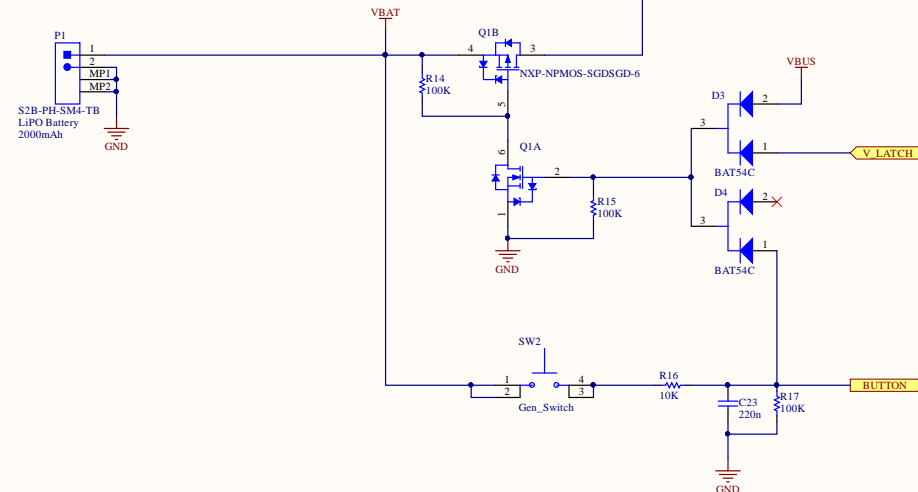 VBAT
P1
1
2
MP1
MP2
S2B-PH-SM4-TB
LiPO Battery
2000mAh
GND
Q1B
4
3
NXP-NPMOS-SGDSGD-6
R14
100K
5
6
Q1A
2
1
R15
100K
GND
VBUS
D3
2
3
1
V_LATCH
BAT54C
D4
2
3
1
BAT54C
SW2
1
2
4
3
Gen_Switch
R16
10K
BUTTON
C23
220n
R17
100K
GND